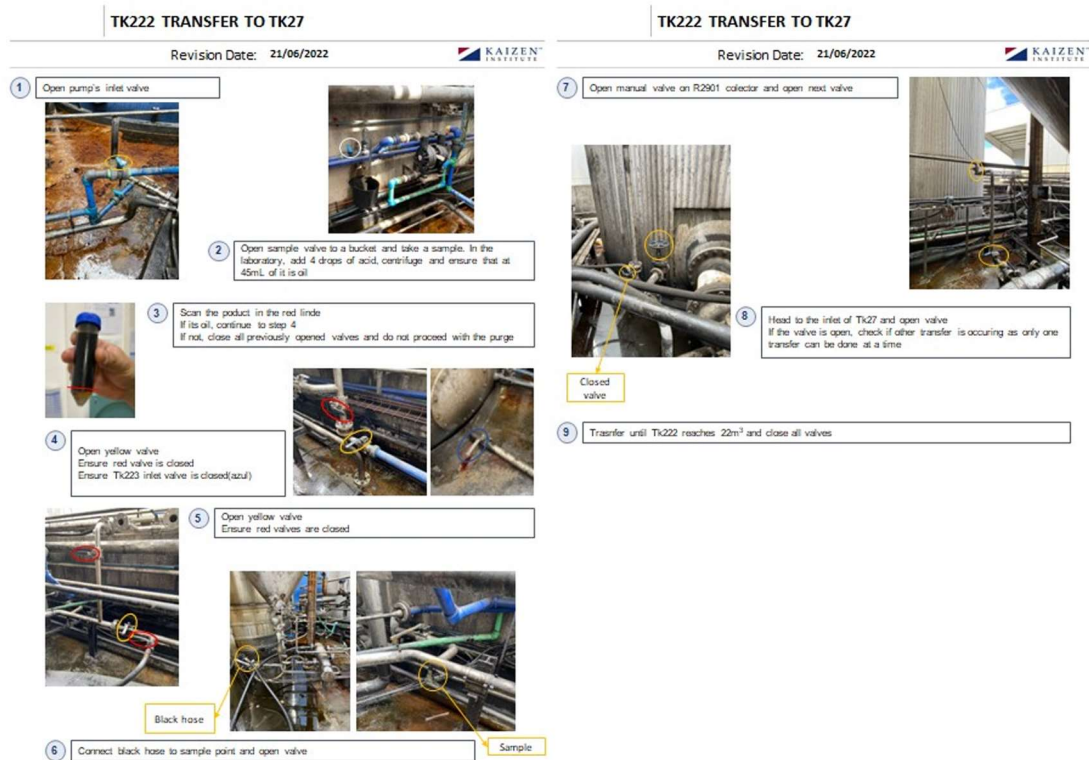 TK222 TRANSFER TO TK27
Revision Date: 21/06/2022
KAIZEN™
INSTITUTE
1
Open pump's inlet valve
2
Open sample valve to a bucket and take a sample. In the
laboratory, add 4 drops of acid, centrifuge and ensure that at
45mL of it is oil
3
Scan the poduct in the red linde
If its oil, continue to step 4
If not, close all previously opened valves and do not proceed with the purge
4
Open yellow valve
Ensure red valve is closed
Ensure Tk223 inlet valve is closed(azul)
5
Open yellow valve
Ensure red valves are closed
Black hose
Sample
6
Connect black hose to sample point and open valve
TK222 TRANSFER TO TK27
Revision Date: 21/06/2022
KAIZEN™
INSTITUTE
7
Open manual valve on R2901 colector and open next valve
8
Head to the inlet of Tk27 and open valve
If the valve is open, check if other transfer is occuring as only one
transfer can be done at a time
Closed
valve
9
Trasnfer until Tk222 reaches 22m³ and close all valves